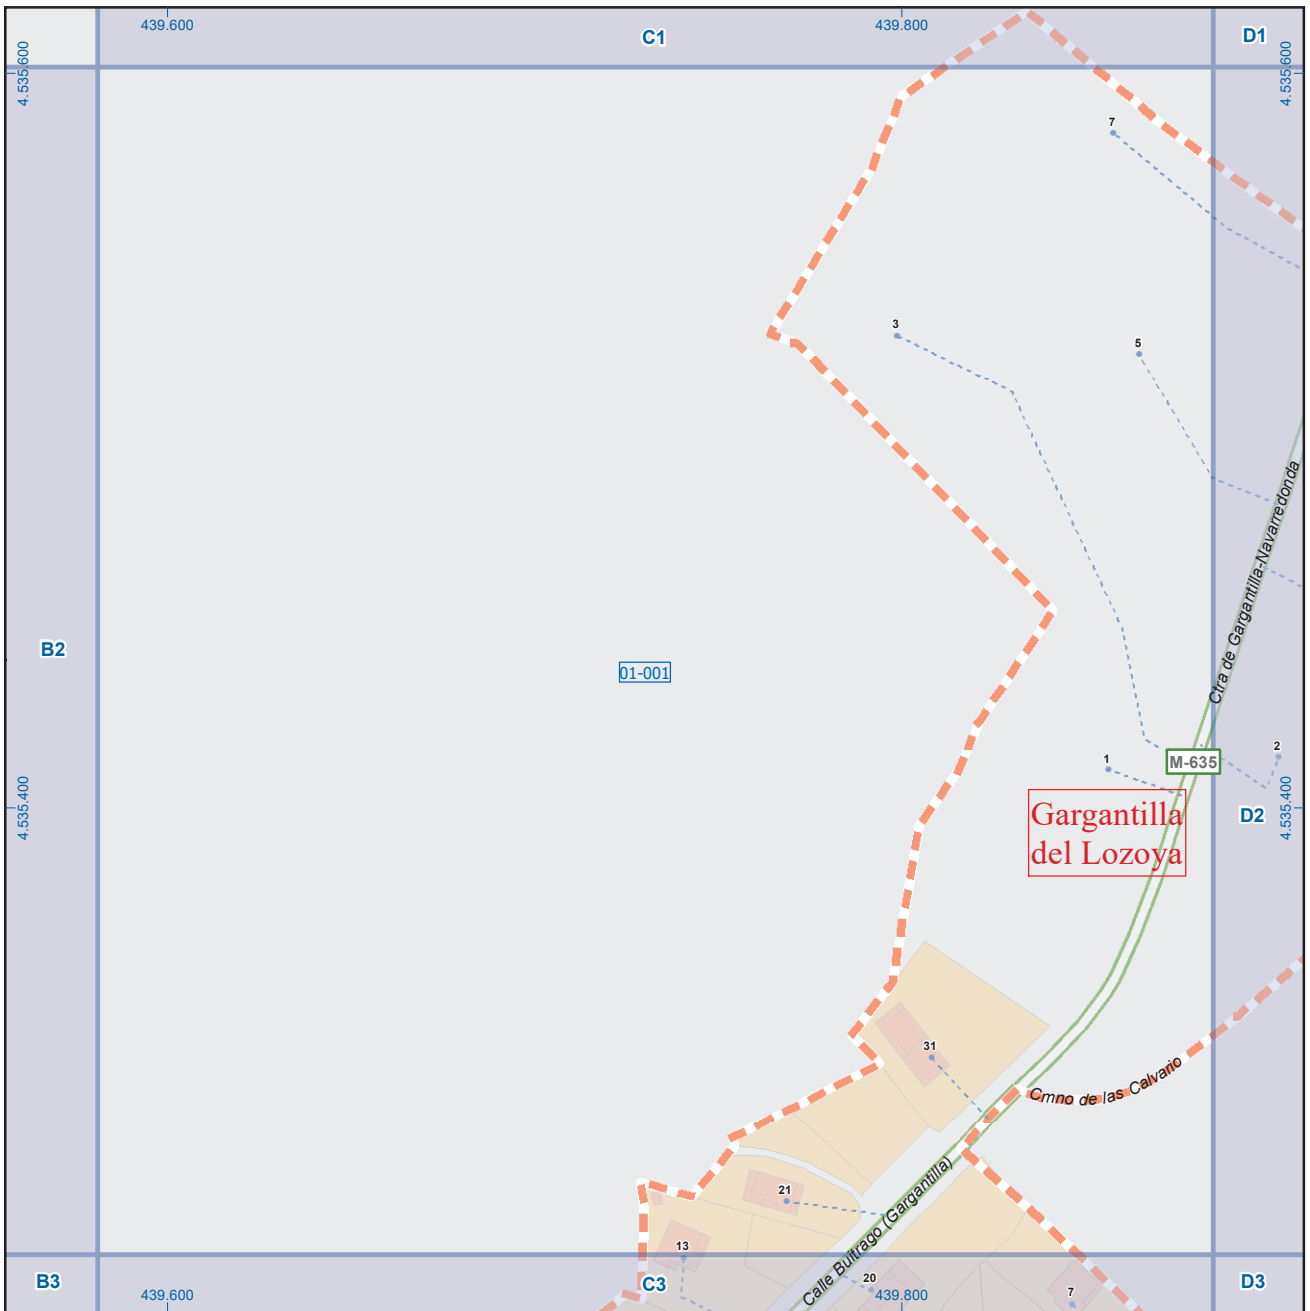 439.600
439.800
C1
D1
4.535.600
4.535.600
7
3
5
Ctra de Gargantilla-Navarredonda
B2
01-001
2
1
M-635
4.535.400
4.535.400
D2
Gargantilla
del Lozoya
31
Cmno de las Calvario
21
Calle Buitrago (Gargantilla)
13
B3
C3
20
7
D3
439.600
439.800